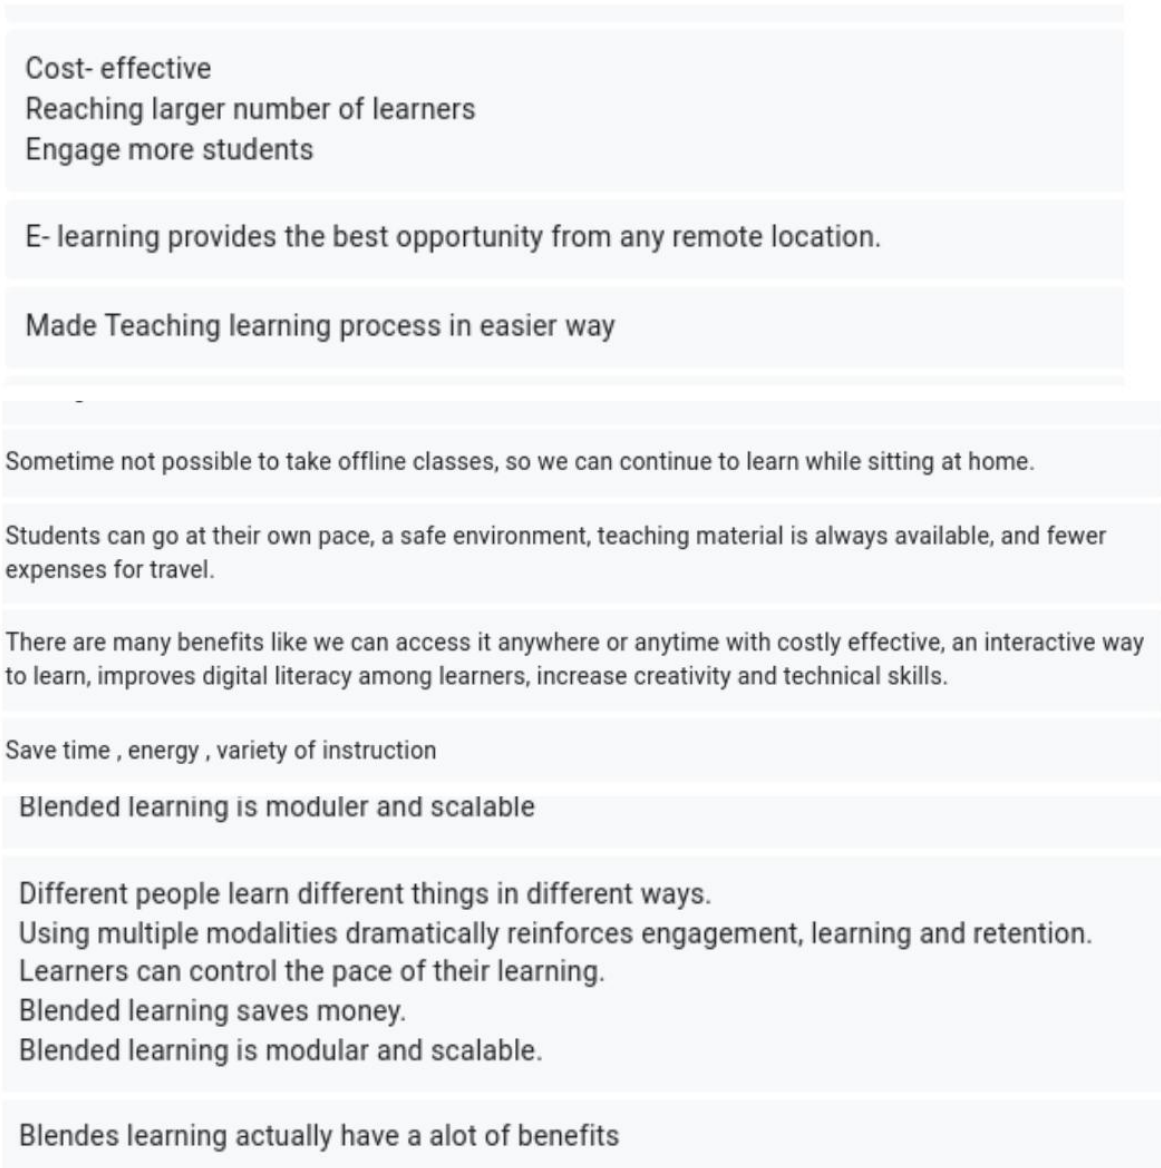 Cost- effective
Reaching larger number of learners
Engage more students
E- learning provides the best opportunity from any remote location.
Made Teaching learning process in easier way
Sometime not possible to take offline classes, so we can continue to learn while sitting at home.
Students can go at their own pace, a safe environment, teaching material is always available, and fewer
expenses for travel.
There are many benefits like we can access it anywhere or anytime with costly effective, an interactive way
to learn, improves digital literacy among learners, increase creativity and technical skills.
Save time , energy , variety of instruction
Blended learning is moduler and scalable
Different people learn different things in different ways.
Using multiple modalities dramatically reinforces engagement, learning and retention.
Learners can control the pace of their learning.
Blended learning saves money.
Blended learning is modular and scalable.
Blendes learning actually have a alot of benefits